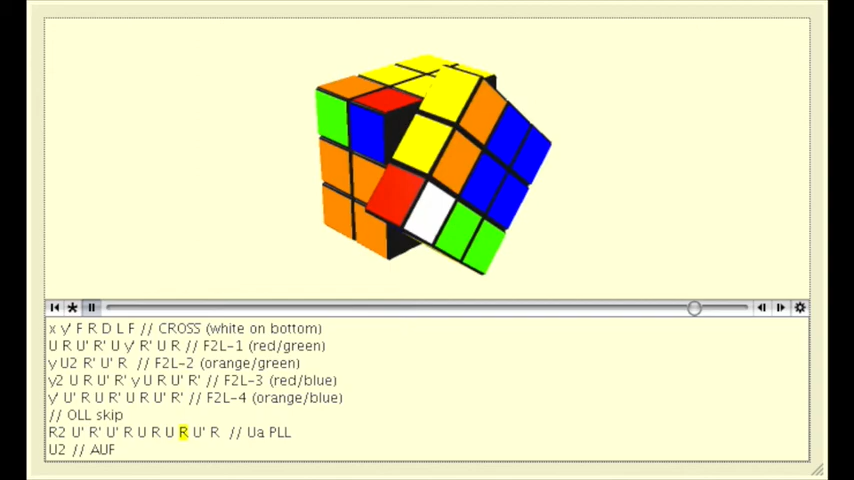 x y' F R D L F // CROSS (white on bottom)
U R U' R' U y' R' U R // F2L-1 (red/green)
y U2 R' U' R // F2L-2 (orange/green)
y2 U R U' R' y U R U' R' // F2L-3 (red/blue)
y' U' R U R' U R U' R' // F2L-4 (orange/blue)
// OLL skip
R2 U' R' U' R U R U R U' R // Ua PLL
U2 // AUF